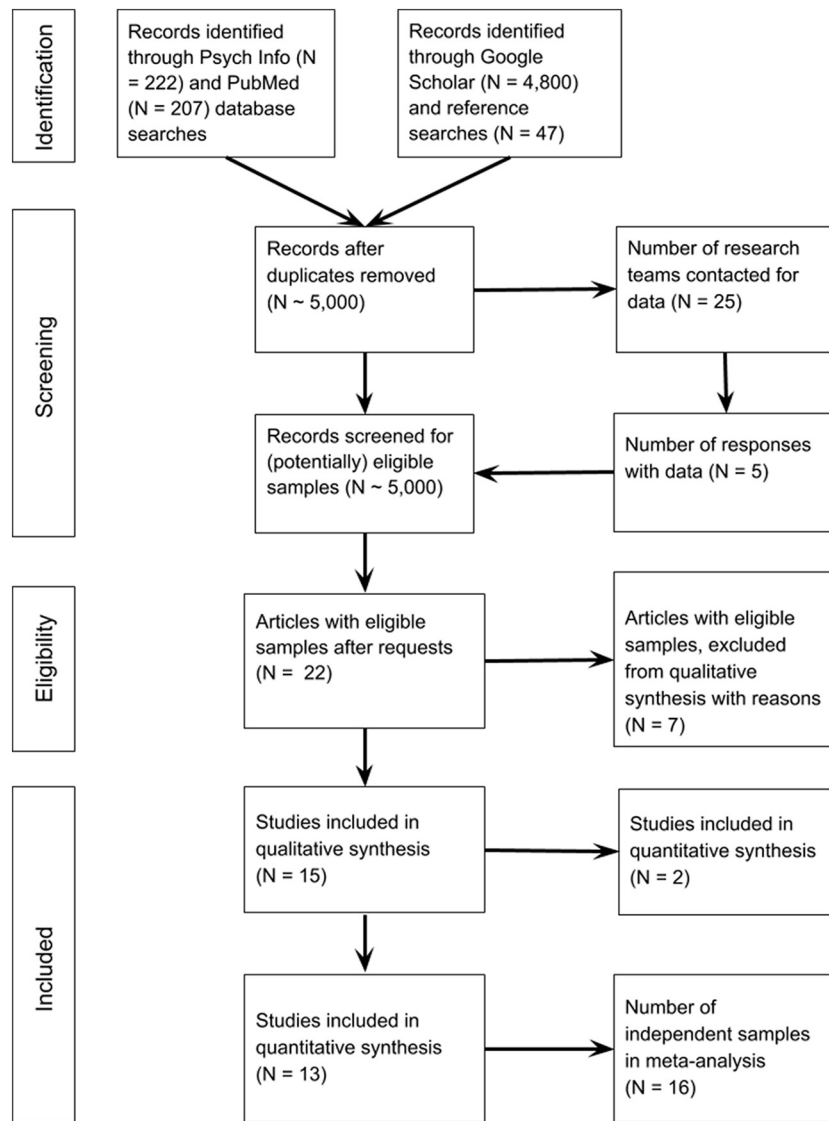 Identification
Records identified
through Psych Info (N
= 222) and PubMed
(N = 207) database
searches
Records identified
through Google
Scholar (N = 4,800)
and reference
searches (N = 47)
Screening
Records after
duplicates removed
(N ~ 5,000)
Number of research
teams contacted for
data (N = 25)
Records screened for
(potentially) eligible
samples (N ~ 5,000)
Number of responses
with data (N = 5)
Eligibility
Articles with eligible
samples after requests
(N = 22)
Articles with eligible
samples, excluded
from qualitative
synthesis with reasons
(N = 7)
Included
Studies included in
qualitative synthesis
(N = 15)
Studies included in
quantitative synthesis
(N = 2)
Studies included in
quantitative synthesis
(N = 13)
Number of
independent samples
in meta-analysis
(N = 16)